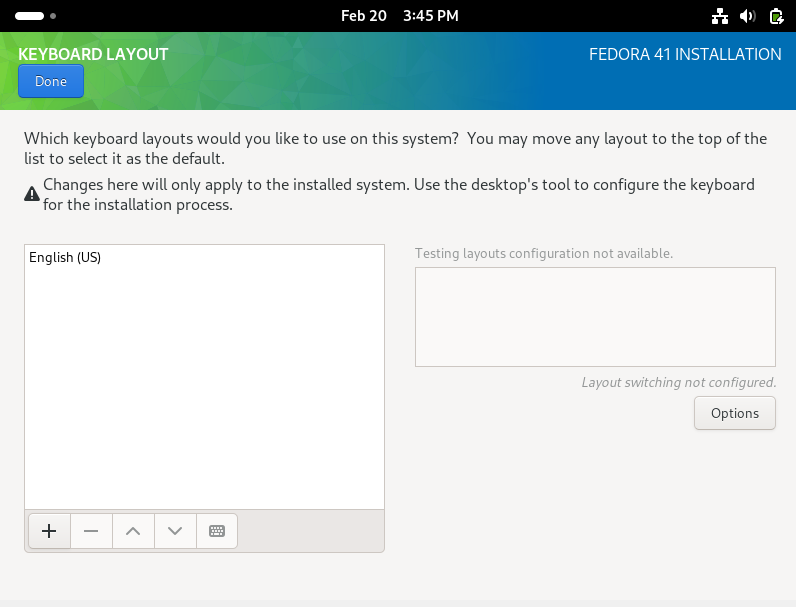 Feb 20 3:45 PM
KEYBOARD LAYOUT
FEDORA 41 INSTALLATION
Done
Which keyboard layouts would you like to use on this system?  You may move any layout to the top of the
list to select it as the default.
Changes here will only apply to the installed system. Use the desktop's tool to configure the keyboard
for the installation process.
English (US)
Testing layouts configuration not available.
Layout switching not configured.
Options